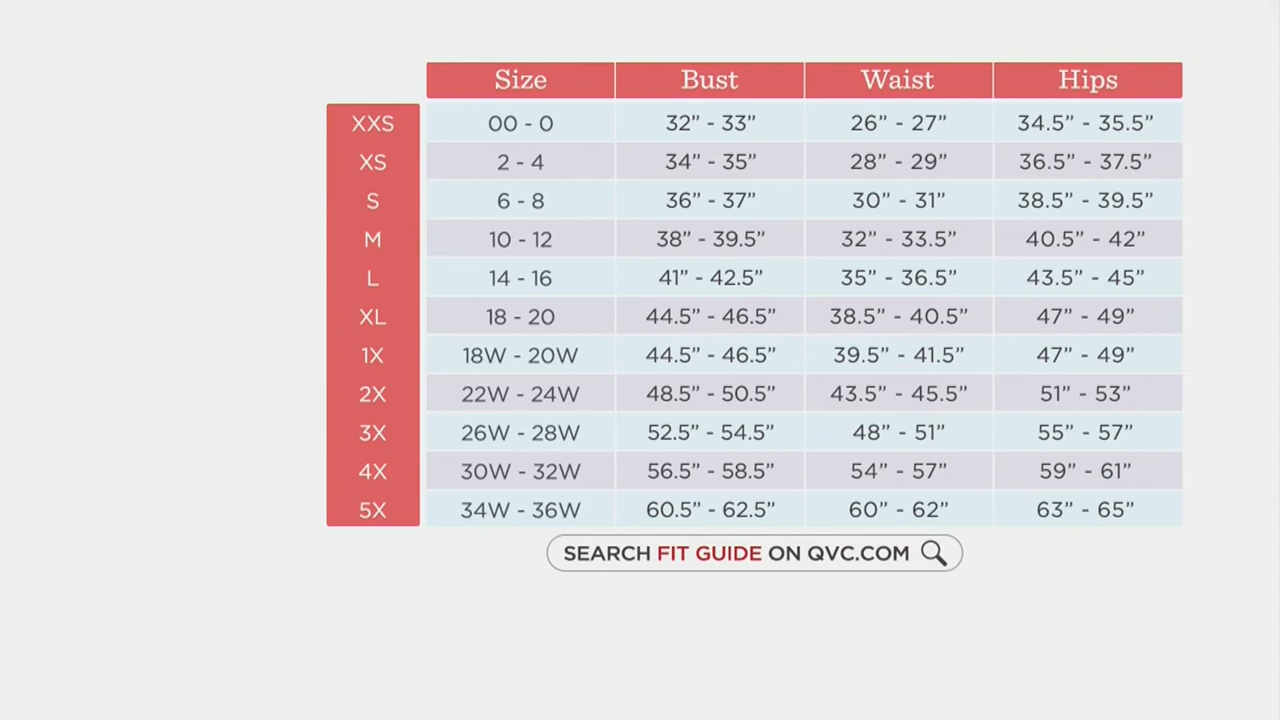 Size Bust Waist Hips
XXS 00 - 0 32” - 33” 26” - 27” 34.5” - 35.5”
XS 2 - 4 34” - 35” 28” - 29” 36.5” - 37.5”
S 6 - 8 36” - 37” 30” - 31” 38.5” - 39.5”
M 10 - 12 38” - 39.5” 32” - 33.5” 40.5” - 42”
L 14 - 16 41” - 42.5” 35” - 36.5” 43.5” - 45”
XL 18 - 20 44.5” - 46.5” 38.5” - 40.5” 47” - 49”
1X 18W - 20W 44.5” - 46.5” 39.5” - 41.5” 47” - 49”
2X 22W - 24W 48.5” - 50.5” 43.5” - 45.5” 51” - 53”
3X 26W - 28W 52.5” - 54.5” 48” - 51” 55” - 57”
4X 30W - 32W 56.5” - 58.5” 54” - 57” 59” - 61”
5X 34W - 36W 60.5” - 62.5” 60” - 62” 63” - 65”
SEARCH FIT GUIDE ON QVC.COM